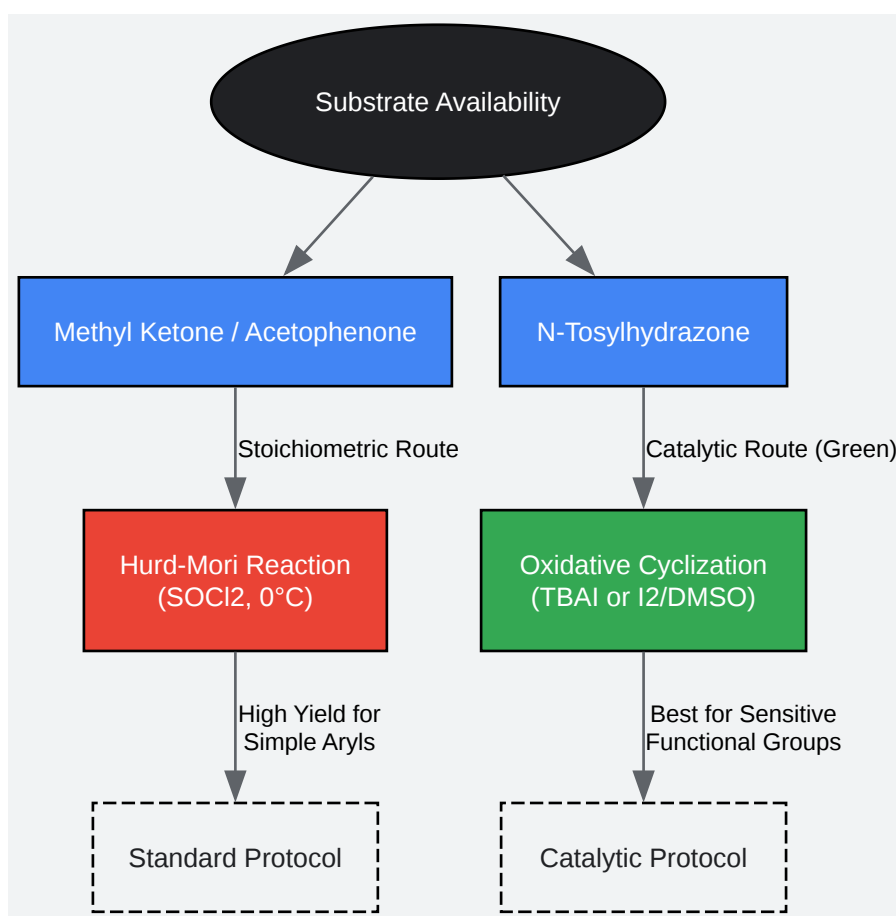 Substrate Availability
Methyl Ketone / Acetophenone
N-Tosylhydrazone
Stoichiometric Route
Catalytic Route (Green)
Hurd-Mori Reaction
(SOCl2, 0°C)
Oxidative Cyclization
(TBAI or I2/DMSO)
High Yield for
Simple Aryls
Best for Sensitive
Functional Groups
Standard Protocol
Catalytic Protocol